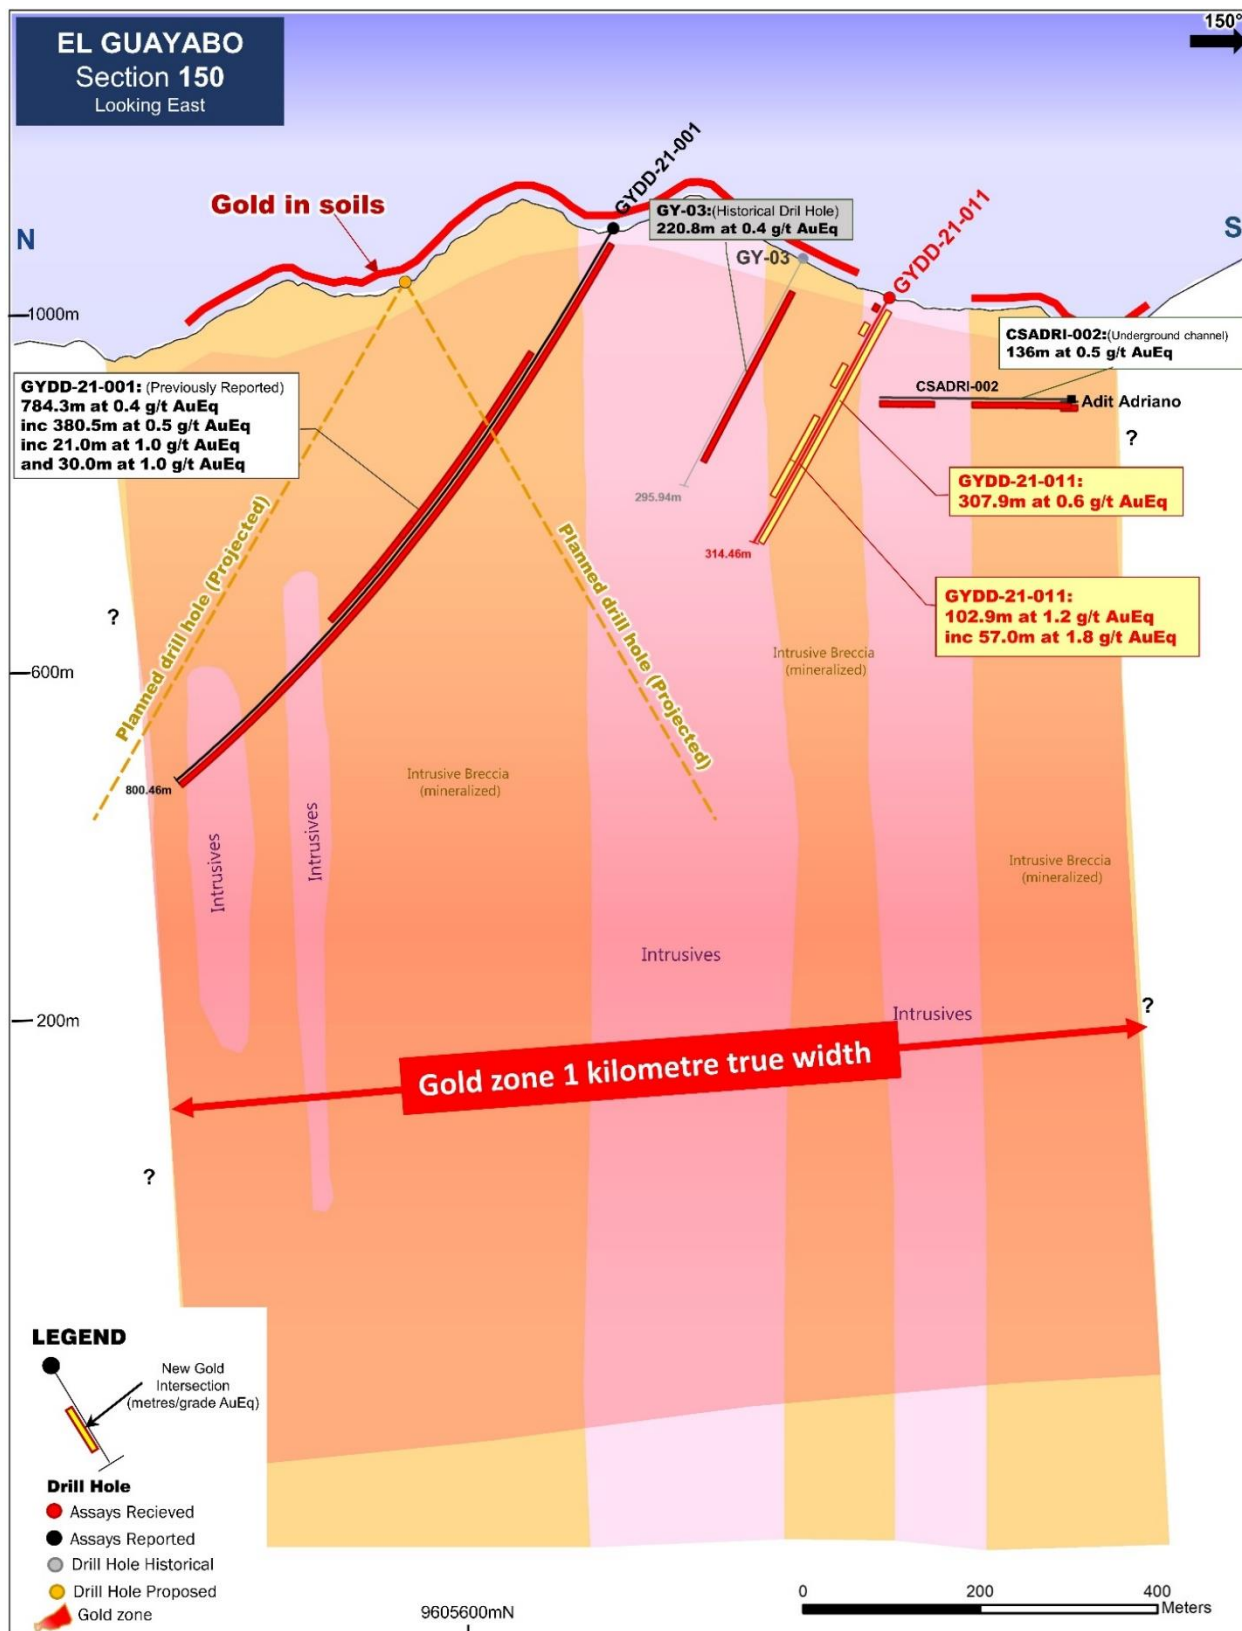 EL GUAYABO
Section 150
Looking East
150°
N
S
Gold in soils
GYDD-21-001
GY-03:(Historical Dril Hole)
220.8m at 0.4 g/t AuEq
GY-03
GYDD-21-011
1000m
CSADRI-002:(Underground channel)
136m at 0.5 g/t AuEq
CSADRI-002
Adit Adriano
GYDD-21-001: (Previously Reported)
784.3m at 0.4 g/t AuEq
inc 380.5m at 0.5 g/t AuEq
inc 21.0m at 1.0 g/t AuEq
and 30.0m at 1.0 g/t AuEq
?
295.94m
GYDD-21-011:
307.9m at 0.6 g/t AuEq
314.46m
GYDD-21-011:
102.9m at 1.2 g/t AuEq
inc 57.0m at 1.8 g/t AuEq
?
Planned drill hole (Projected)
Planned drill hole (Projected)
Intrusive Breccia
(mineralized)
600m
800.46m
Intrusive Breccia
(mineralized)
Intrusives
Intrusives
Intrusive Breccia
(mineralized)
Intrusives
Intrusives
?
200m
Gold zone 1 kilometre true width
?
LEGEND
New Gold
Intersection
(metres/grade AuEq)
Drill Hole
Assays Recieved
Assays Reported
Drill Hole Historical
Drill Hole Proposed
Gold zone
9605600mN
0 200 400
Meters